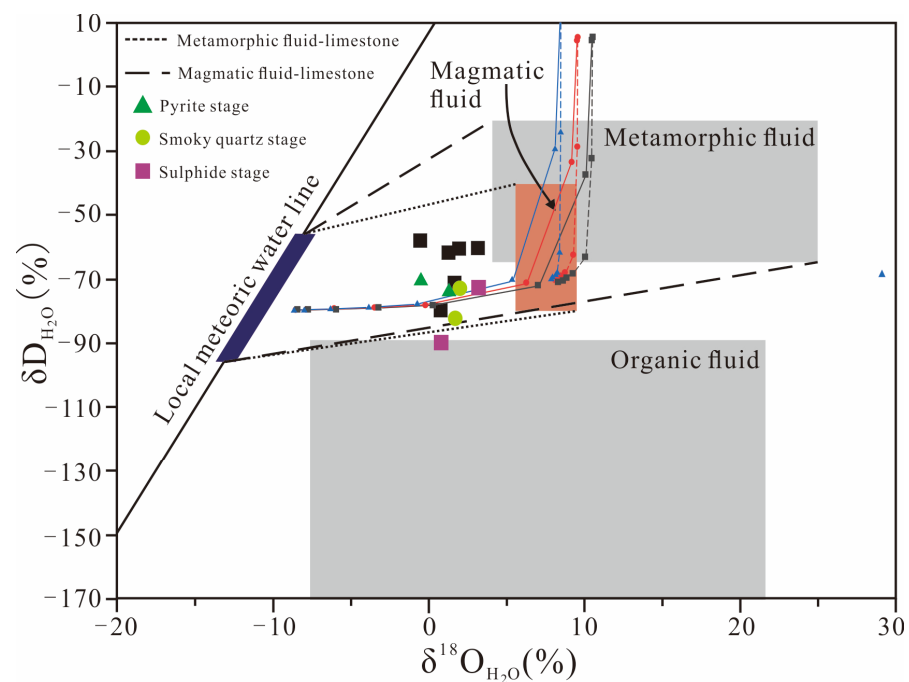 Metamorphic fluid-limestone
Magmatic fluid-limestone
Pyrite stage
Smoky quartz stage
Sulphide stage
Magmatic
fluid
Metamorphic fluid
Local meteoric water line
Organic fluid
δD_H₂O(%)
10
−10
−30
−50
−70
−90
−110
−130
−150
−170
−20
−10
0
10
20
30
δ¹⁸O_H₂O(%)